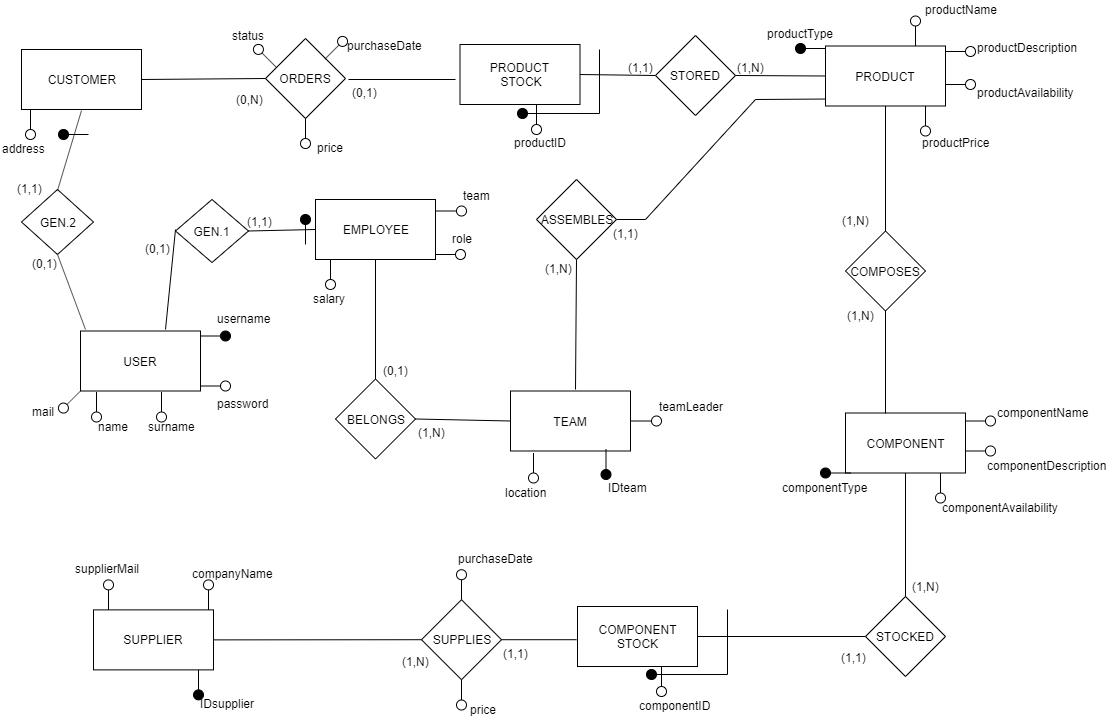 productName
status
purchaseDate
productType
productDescription
CUSTOMER
ORDERS
PRODUCT
STOCK
(1,1)
STORED
(1,N)
PRODUCT
(0,N)
(0,1)
productAvailability
address
price
productID
productPrice
(1,1)
GEN.2
(0,1)
(0,1)
GEN.1
(1,1)
EMPLOYEE
team
role
salary
ASSEMBLES
(1,1)
(1,N)
(1,N)
COMPOSES
(1,N)
username
USER
password
mail
name
surname
(0,1)
BELONGS
(1,N)
TEAM
teamLeader
location
IDteam
componentName
COMPONENT
componentDescription
componentType
componentAvailability
supplierMail
companyName
purchaseDate
(1,N)
SUPPLIER
SUPPLIES
COMPONENT
STOCK
STOCKED
(1,N)
(1,1)
(1,1)
IDsupplier
price
componentID